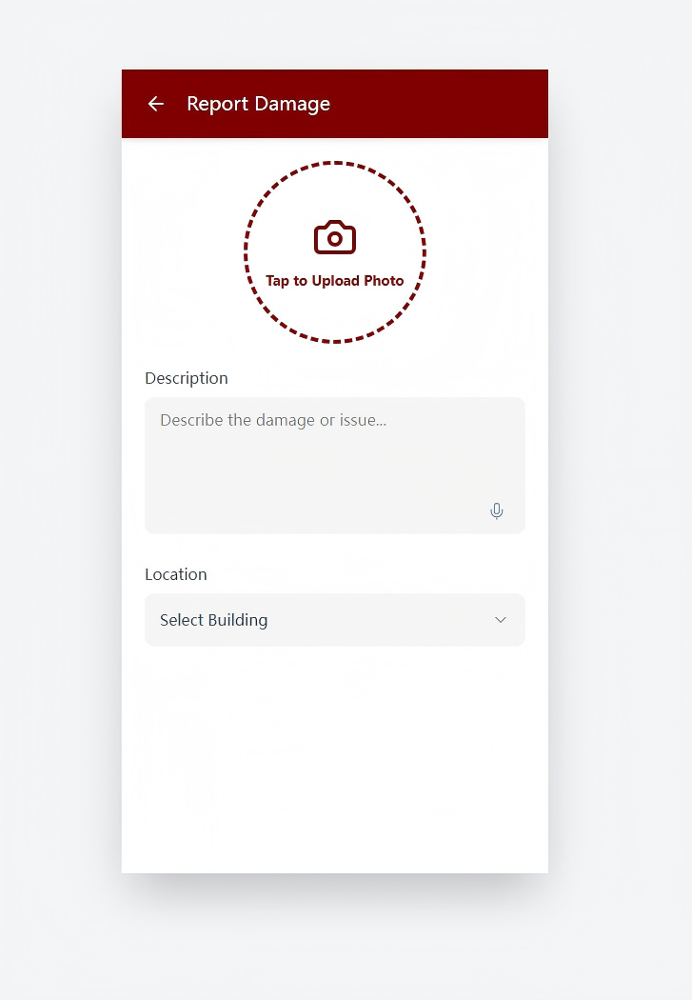 Report Damage
Tap to Upload Photo
Description
Describe the damage or issue...
Location
Select Building